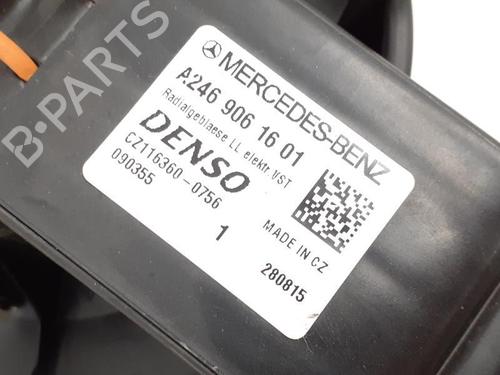 MERCEDES-BENZ
A246 906 16 01
Radialgeblaese LL elektr. VST
DENSO
CZ116360-0756
090355
1
MADE IN CZ
280815
B-PARTS